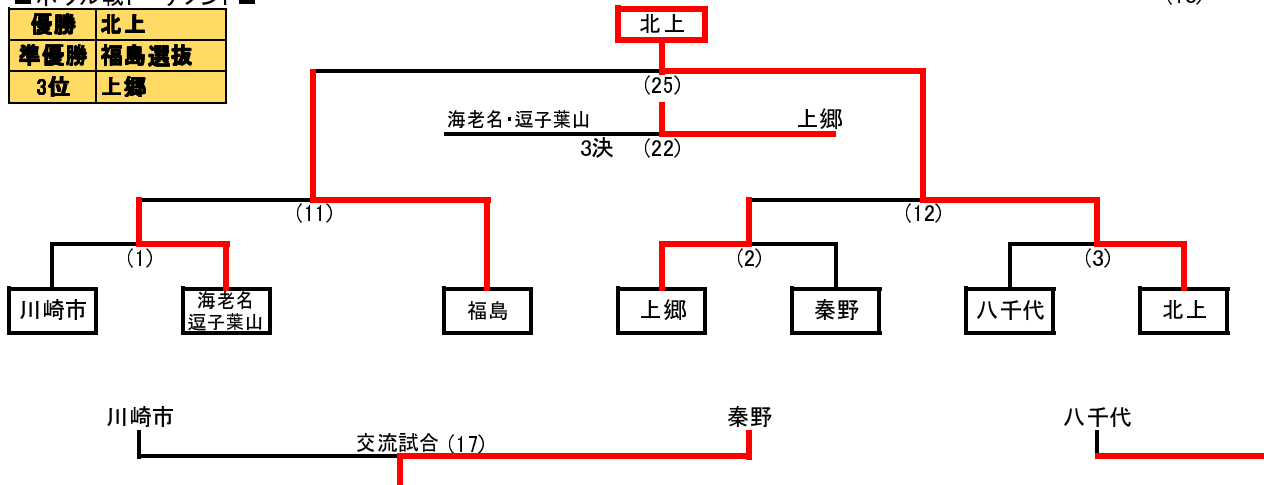 優勝 北上
準優勝 福島選抜
3位 上郷
北上
(25)
海老名・逗子葉山 上郷
3決 (22)
(11) (12)
(1) (2) (3)
川崎市 海老名 逗子葉山 福島 上郷 秦野 八千代 北上
川崎市 秦野 八千代
交流試合 (17)